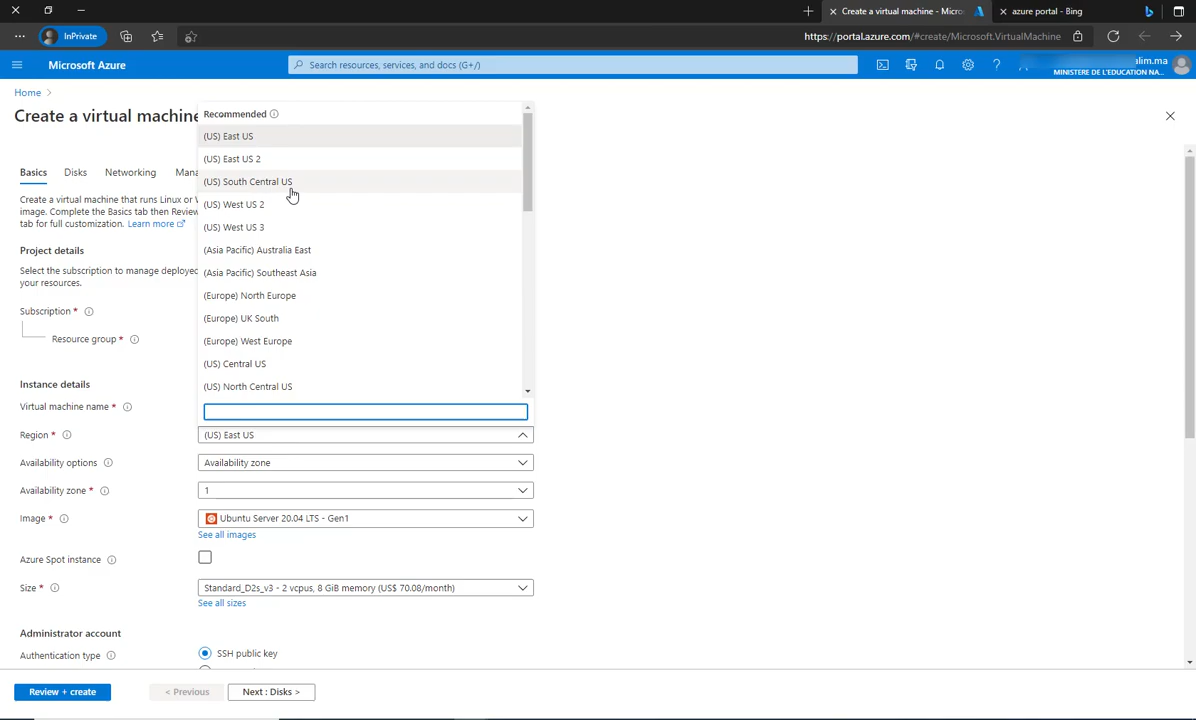 Create a virtual machine - Micros
azure portal - Bing
InPrivate
https://portal.azure.com/#create/Microsoft.VirtualMachine
Microsoft Azure
Search resources, services, and docs (G+/)
alim.ma
MINISTERE DE L'EDUCATION NA...
Home >
Create a virtual machine
Basics
Disks
Networking
Mana
Create a virtual machine that runs Linux or
image. Complete the Basics tab then Review
tab for full customization. Learn more
Project details
Select the subscription to manage deployed
your resources.
Subscription *
Resource group *
Instance details
Virtual machine name *
Recommended
(US) East US
(US) East US 2
(US) South Central US
(US) West US 2
(US) West US 3
(Asia Pacific) Australia East
(Asia Pacific) Southeast Asia
(Europe) North Europe
(Europe) UK South
(Europe) West Europe
(US) Central US
(US) North Central US
Region *
(US) East US
Availability options
Availability zone
Availability zone *
1
Image *
Ubuntu Server 20.04 LTS - Gen1
See all images
Azure Spot instance
Size *
Standard_D2s_v3 - 2 vcpus, 8 GiB memory (US$ 70.08/month)
See all sizes
Administrator account
Authentication type
SSH public key
Review + create
< Previous
Next : Disks >